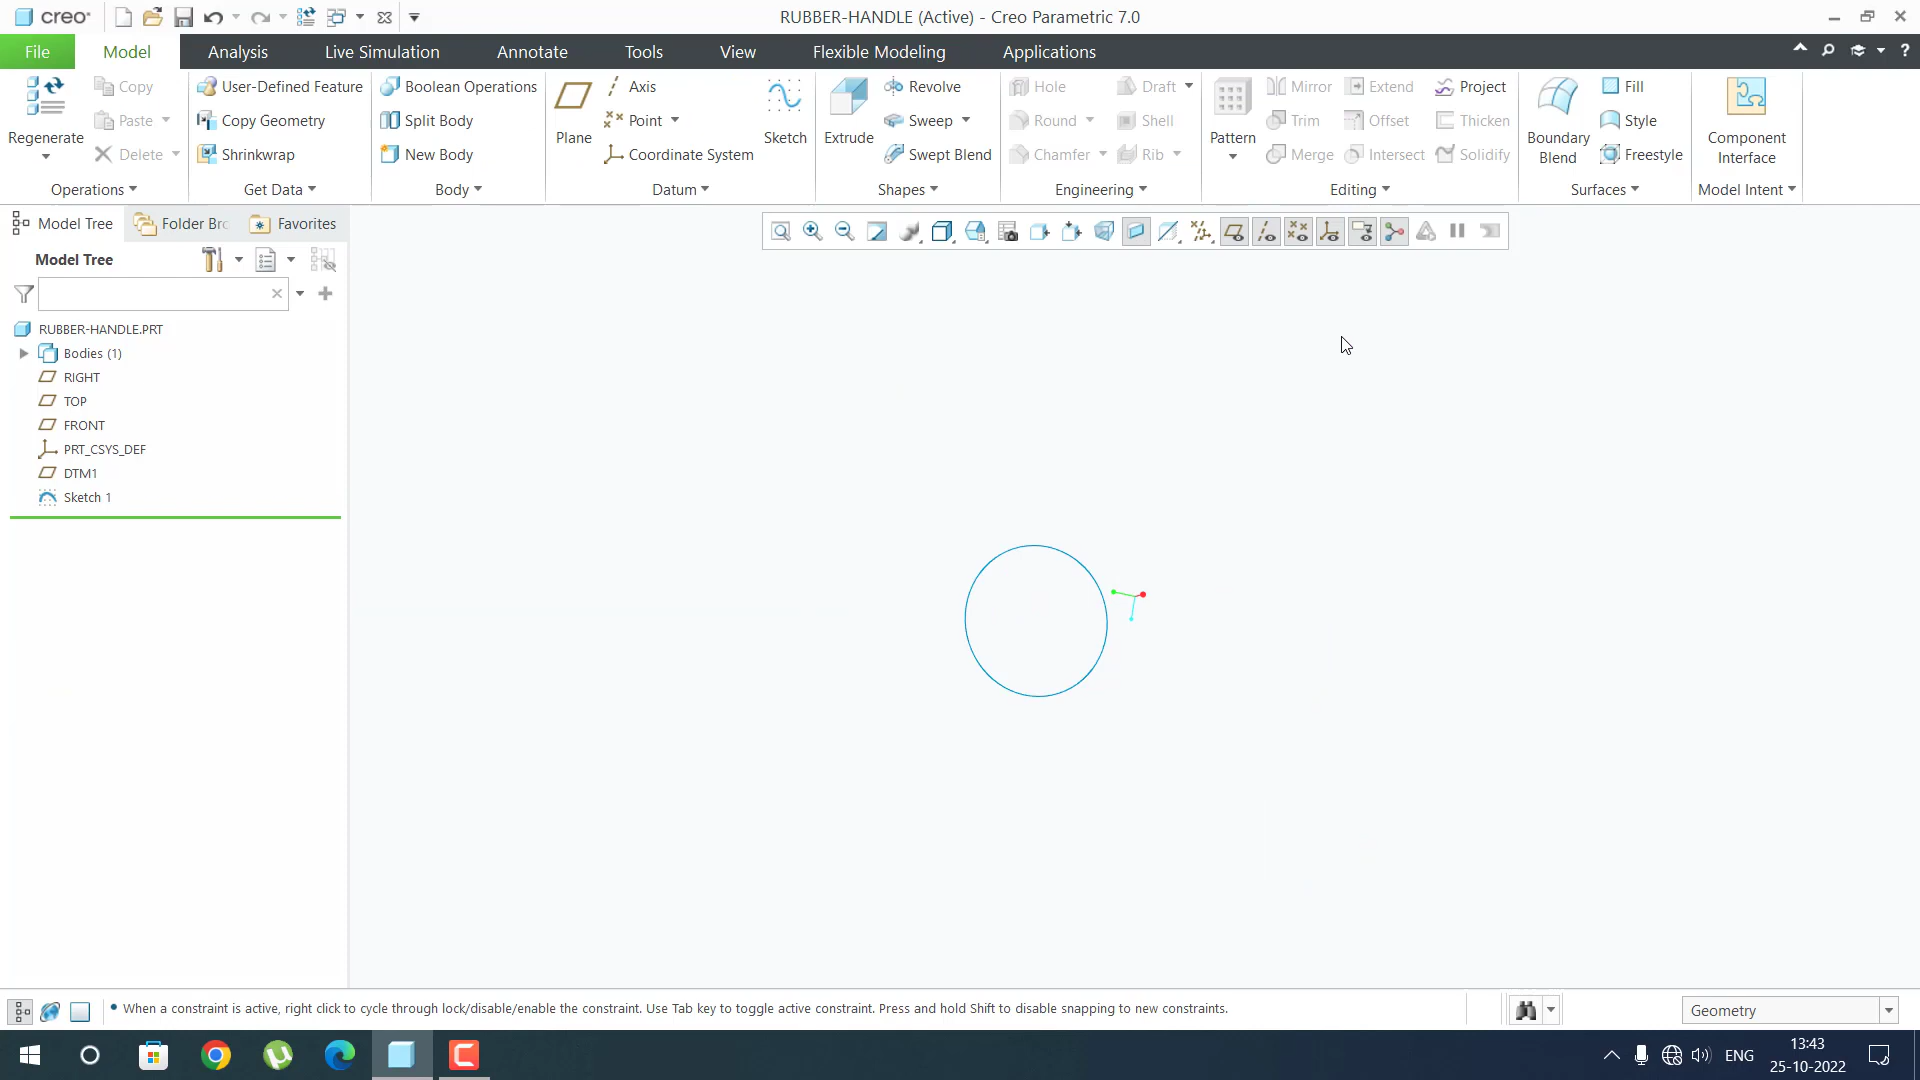 creo
RUBBER-HANDLE (Active) - Creo Parametric 7.0
File
Model
Analysis
Live Simulation
Annotate
Tools
View
Flexible Modeling
Applications
Regenerate
Copy
Paste
Delete
Operations
User-Defined Feature
Copy Geometry
Shrinkwrap
Get Data
Boolean Operations
Split Body
New Body
Body
Plane
Axis
Point
Coordinate System
Sketch
Datum
Extrude
Revolve
Sweep
Swept Blend
Shapes
Hole
Round
Chamfer
Draft
Shell
Rib
Engineering
Pattern
Mirror
Trim
Merge
Extend
Offset
Intersect
Project
Thicken
Solidify
Editing
Boundary
Blend
Fill
Style
Freestyle
Surfaces
Component
Interface
Model Intent
Model Tree
Folder Brc
Favorites
Model Tree
RUBBER-HANDLE.PRT
Bodies (1)
RIGHT
TOP
FRONT
PRT_CSYS_DEF
DTM1
Sketch 1
When a constraint is active, right click to cycle through lock/disable/enable the constraint. Use Tab key to toggle active constraint. Press and hold Shift to disable snapping to new constraints.
Geometry
ENG
13:43
25-10-2022